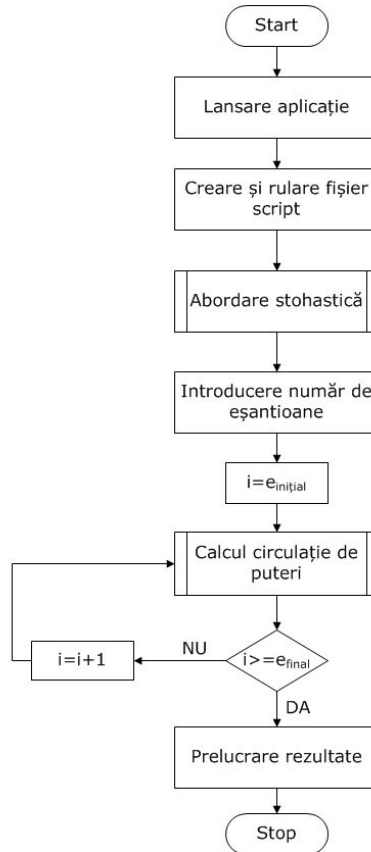 Start
Lansare aplicație
Creare și rulare fișier
script
Abordare stohastică
Introducere număr de
eșantioane
i=einițial
Calcul circulație de
puteri
i=i+1
NU
i>=efinal
DA
Prelucrare rezultate
Stop